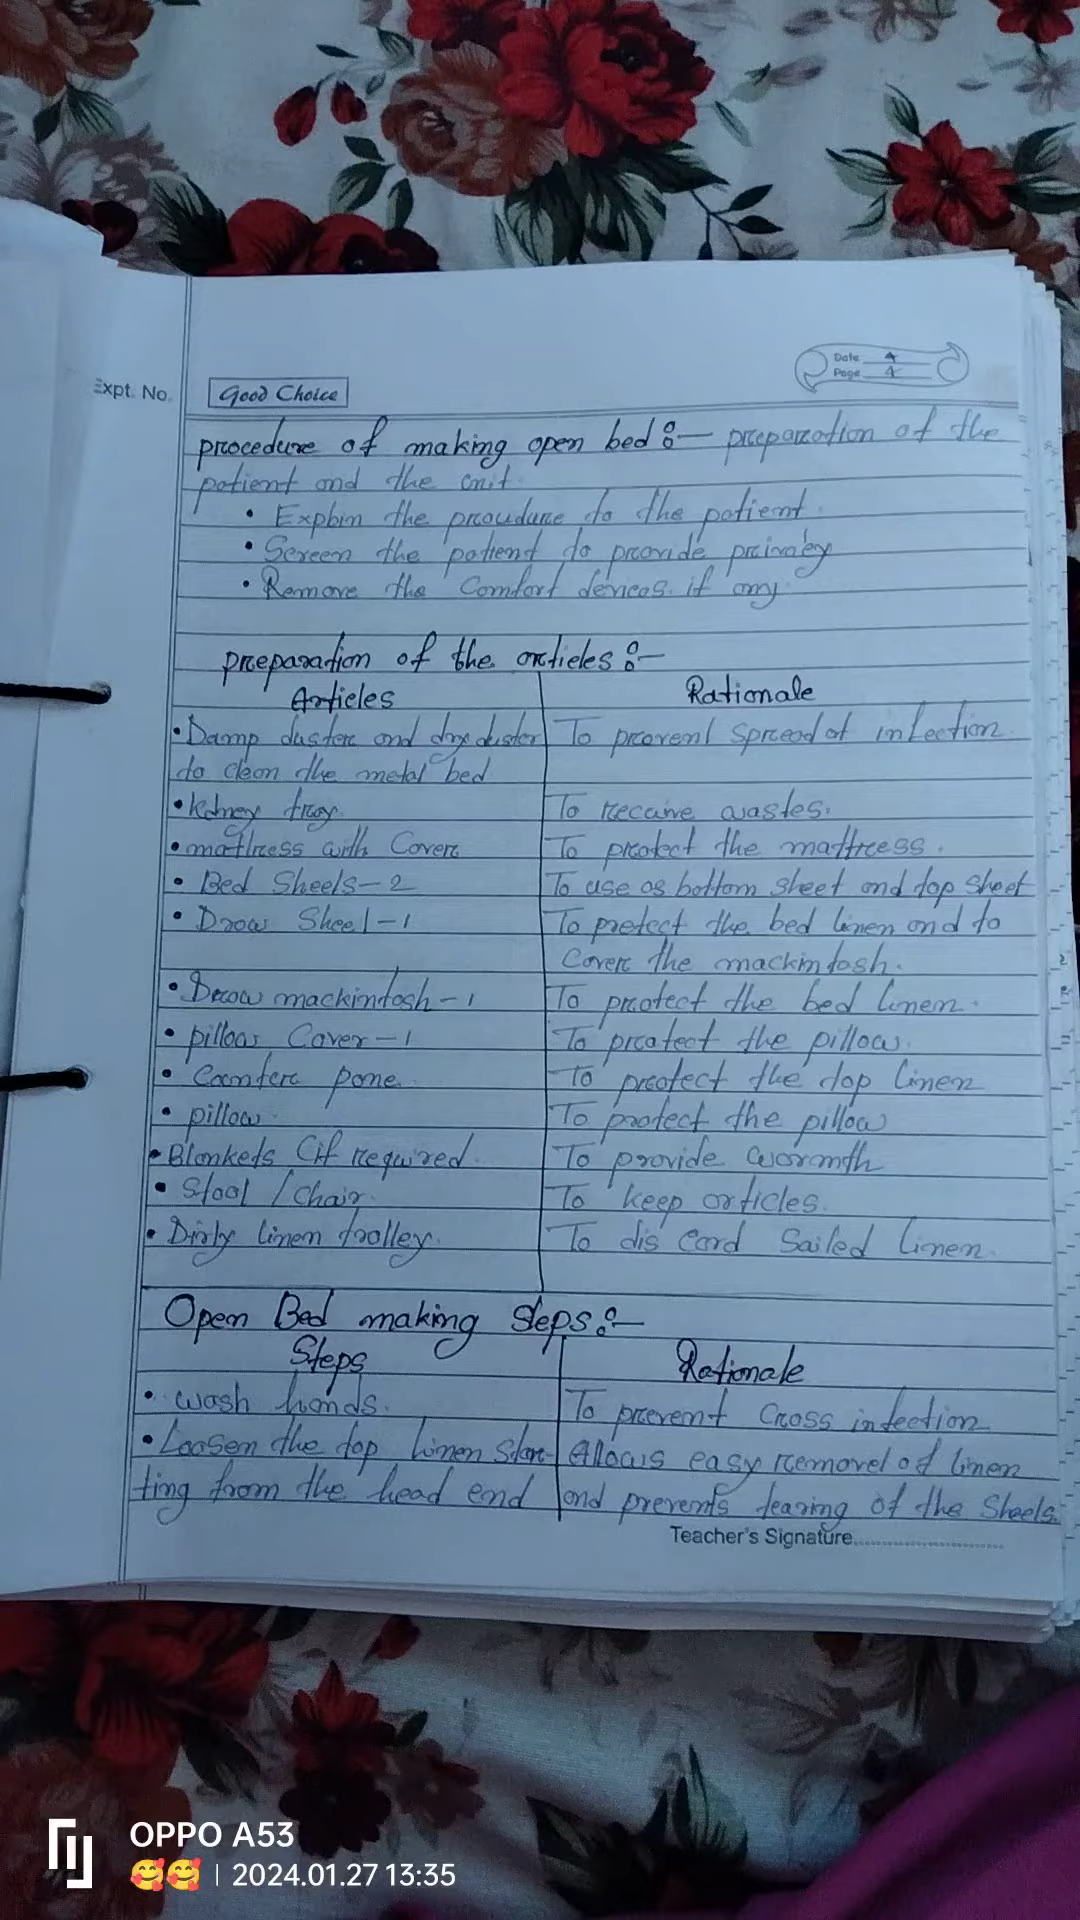 Expt. No.
Good Choice
Date 4
Page 4
procedure of making open bed :— preparation of the
patient and the unit.
• Explain the proudure to the patient.
• Screen the patient to provide privacy
• Remove the Comfort devices if any
preparation of the articles :—
Articles Rationale
• Damp duster and dry duster To prevent spread of infection
to clean the metal bed
• kidney tray. To receive wastes.
• mattress with Cover To protect the mattress.
• Bed Sheets-2 To use as bottom sheet and top sheet
• Draw Sheet-1 To pretect the bed linen and to
Cover the mackintosh.
• Draw mackintosh-1 To protect the bed linen.
• pillow Cover-1 To protect the pillow.
• Counter pane. To protect the top linen
• pillow. To protect the pillow
• Blankets (if required. To provide warmth
• Stool / Chair. To keep articles.
• Dirty linen trolley. To dis card Soiled linen.
Open Bed making Steps :—
Steps Rationale
• wash hands. To prevent Cross infection
• Loosen the top linen star- Allows easy removel of linen
ting from the head end and prevents tearing of the Sheets.
Teacher's Signature
OPPO A53
🥰🥰 | 2024.01.27 13:35